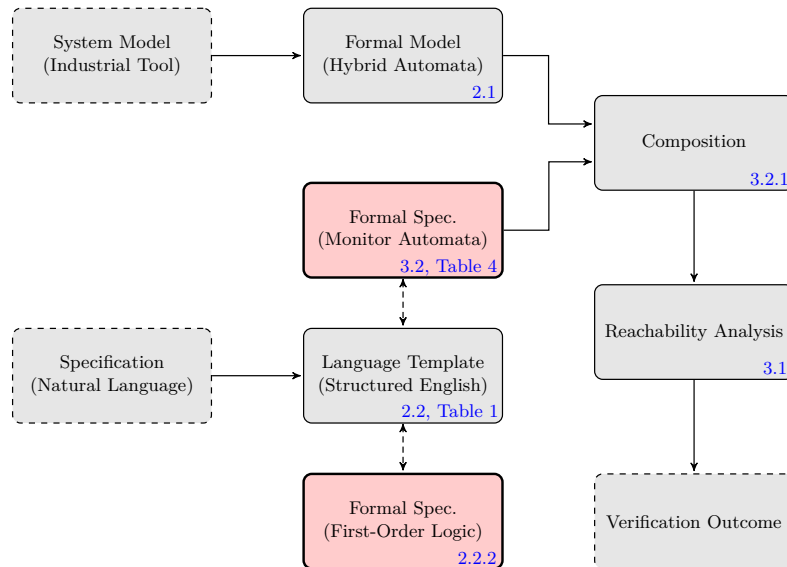 System Model
(Industrial Tool)
Formal Model
(Hybrid Automata)
2.1
Composition
3.2.1
Formal Spec.
(Monitor Automata)
3.2, Table 4
Reachability Analysis
3.1
Specification
(Natural Language)
Language Template
(Structured English)
2.2, Table 1
Formal Spec.
(First-Order Logic)
2.2.2
Verification Outcome